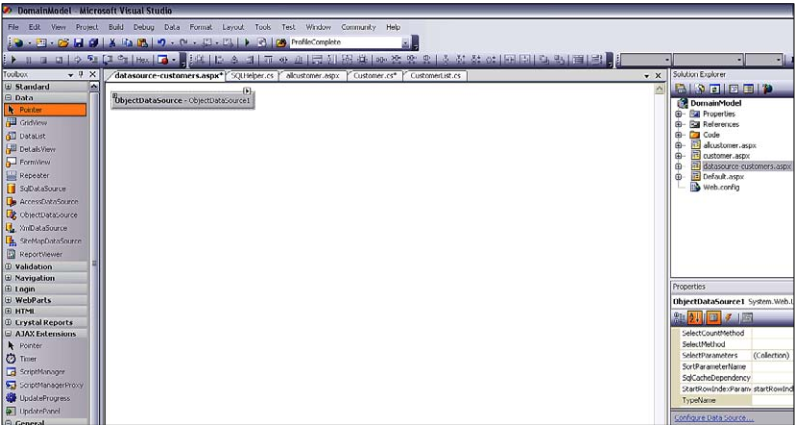 DomainModel - Microsoft Visual Studio
File Edit View Project Build Debug Data Format Layout Tools Test Window Community Help
ProfileComplete
Hex
Toolbox
Standard
Data
Pointer
GridView
DataList
DetailsView
FormView
Repeater
SqlDataSource
AccessDataSource
ObjectDataSource
XmlDataSource
SiteMapDataSource
ReportViewer
Validation
Navigation
Login
WebParts
HTML
Crystal Reports
AJAX Extensions
Pointer
Timer
ScriptManager
ScriptManagerProxy
UpdateProgress
UpdatePanel
General
datasource-customers.aspx* SQLHelper.cs allcustomer.aspx Customer.cs* CustomerList.cs
ObjectDataSource - ObjectDataSource1
Solution Explorer
DomainModel
Properties
References
Code
allcustomer.aspx
customer.aspx
datasource-customers.aspx
Default.aspx
Web.config
Properties
ObjectDataSource1 System.Web.U
SelectCountMethod
SelectMethod
SelectParameters (Collection)
SortParameterName
SqlCacheDependency
StartRowIndexParam startRowInd
TypeName
Configure Data Source...